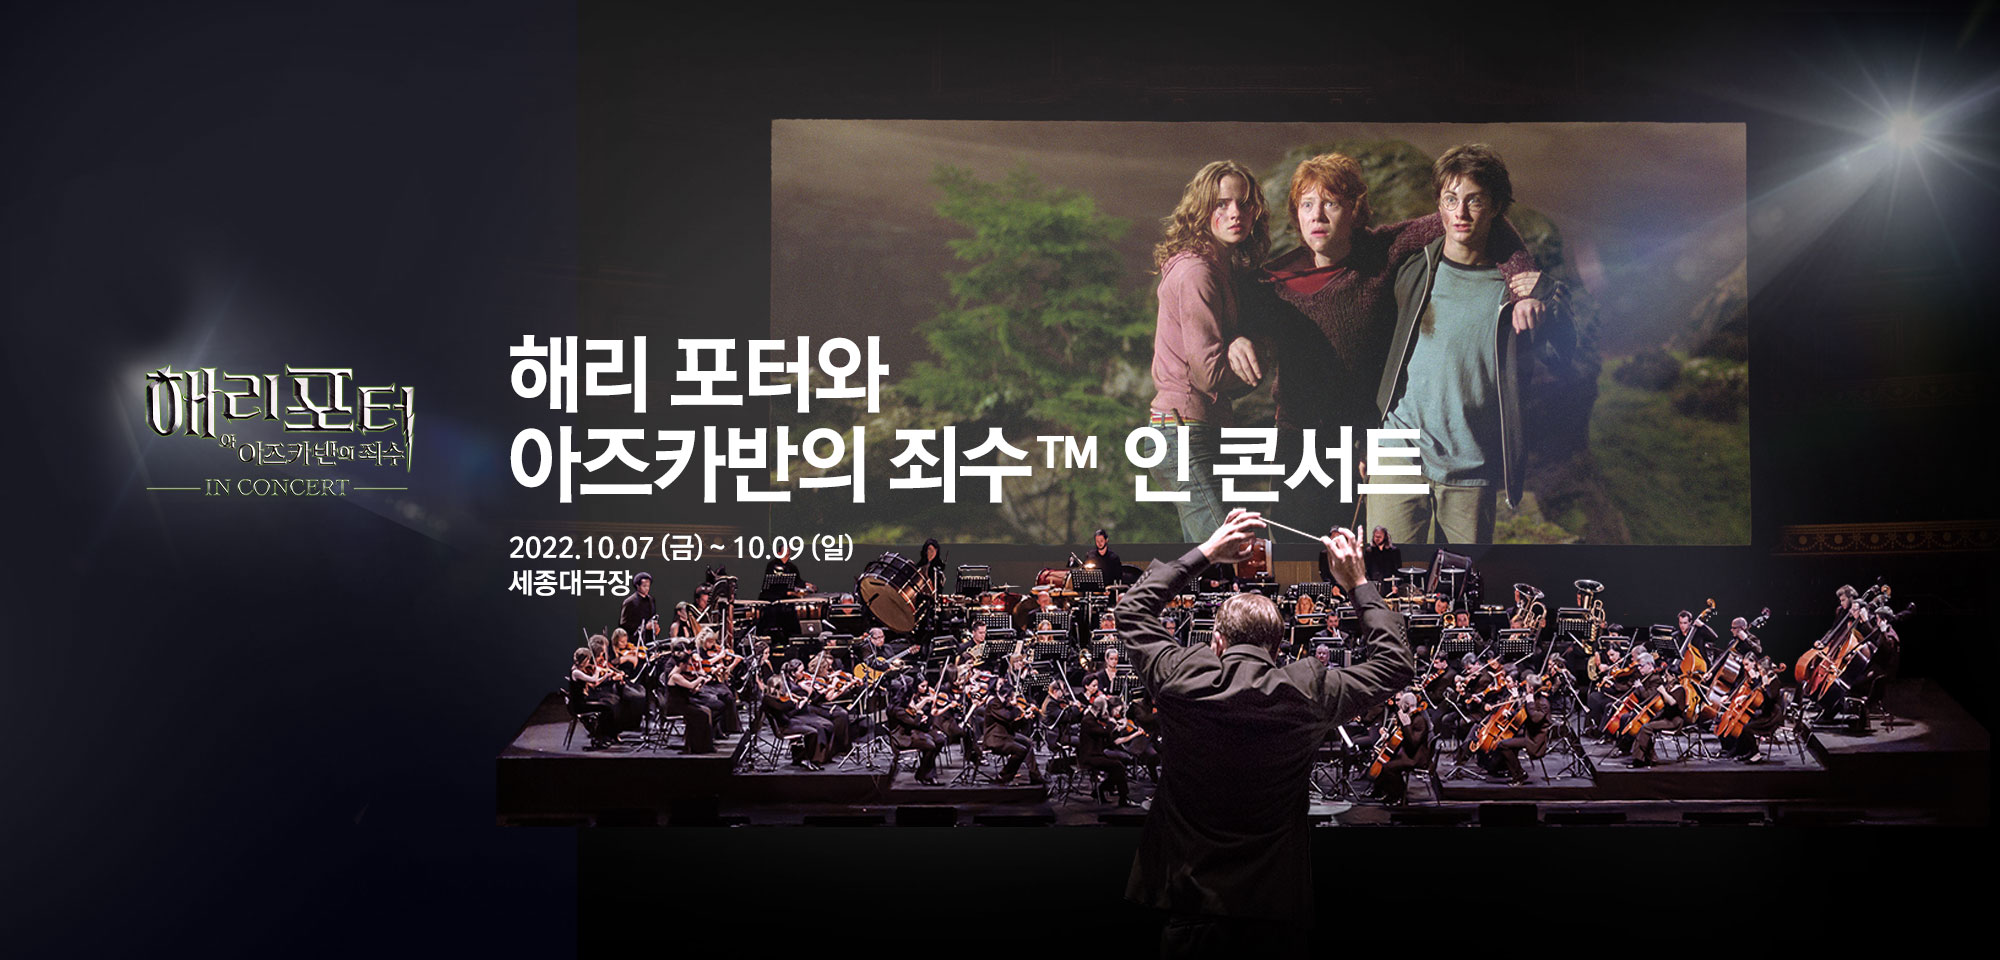 해리포터
와 아즈카반의 죄수
IN CONCERT
해리 포터와
아즈카반의 죄수™ 인 콘서트
2022.10.07 (금) ~ 10.09 (일)
세종대극장